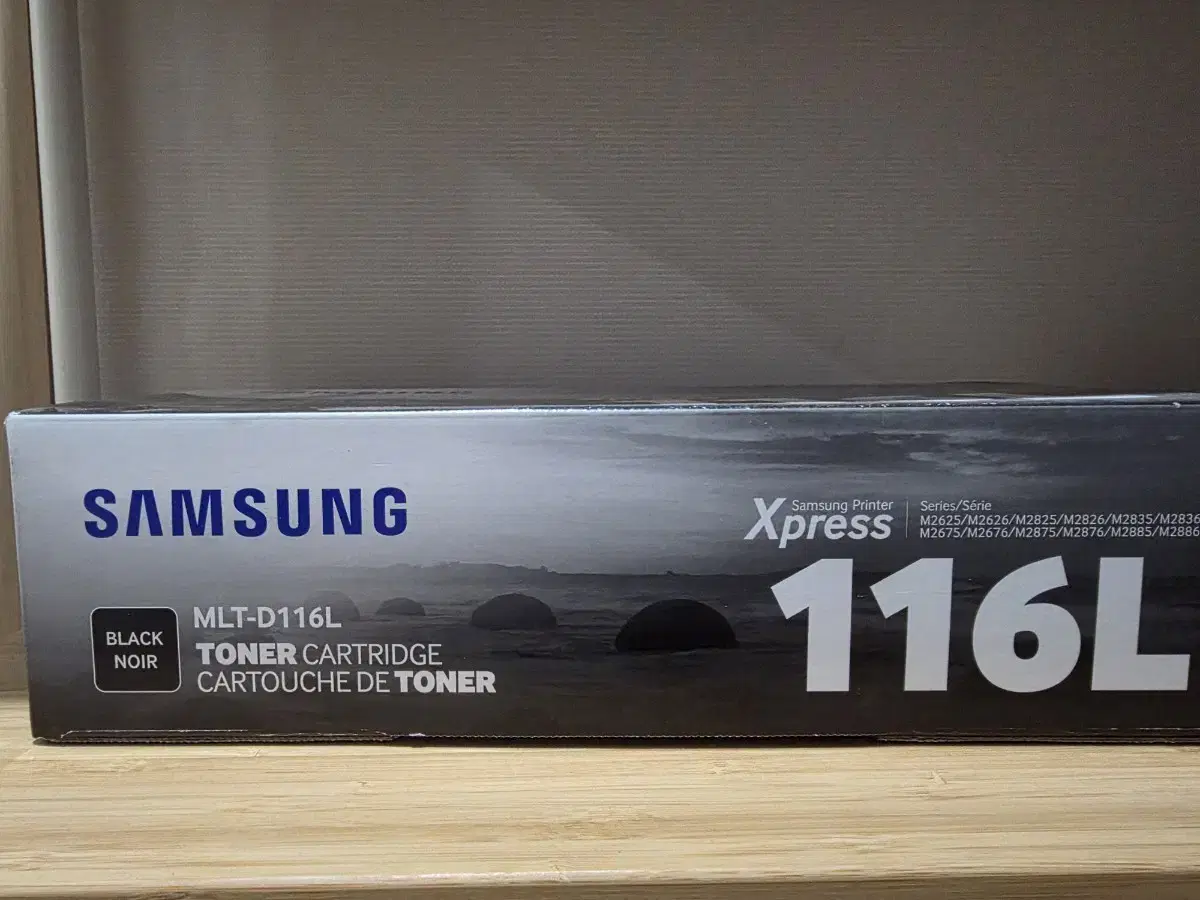 SAMSUNG
BLACK
NOIR
MLT-D116L
TONER CARTRIDGE
CARTOUCHE DE TONER
Samsung Printer
Xpress
Series/Série
M2625/M2626/M2825/M2826/M2835/M2836
M2675/M2676/M2875/M2876/M2885/M2886
116L